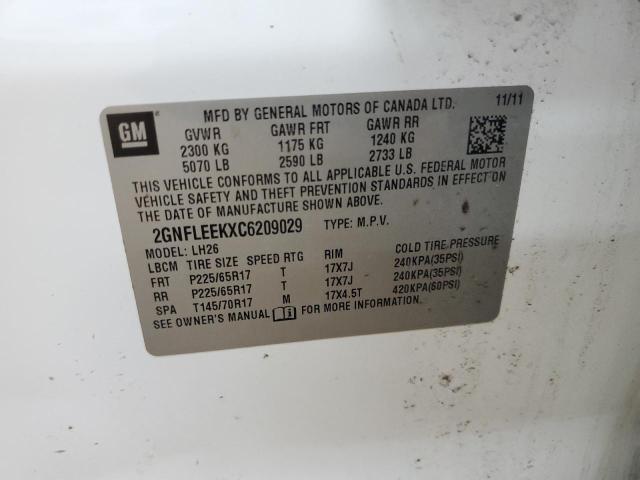 GM
MFD BY GENERAL MOTORS OF CANADA LTD. 11/11
GVWR GAWR FRT GAWR RR
2300 KG 1175 KG 1240 KG
5070 LB 2590 LB 2733 LB
THIS VEHICLE CONFORMS TO ALL APPLICABLE U.S. FEDERAL MOTOR
VEHICLE SAFETY AND THEFT PREVENTION STANDARDS IN EFFECT ON
THE DATE OF MANUFACTURE SHOWN ABOVE.
2GNFLEEKXC6209029 TYPE: M.P.V.
MODEL: LH26
LBCM TIRE SIZE SPEED RTG RIM COLD TIRE PRESSURE
FRT P225/65R17 T 17X7J 240KPA(35PSI)
RR P225/65R17 T 17X7J 240KPA(35PSI)
SPA T145/70R17 M 17X4.5T 420KPA(60PSI)
SEE OWNER'S MANUAL FOR MORE INFORMATION.